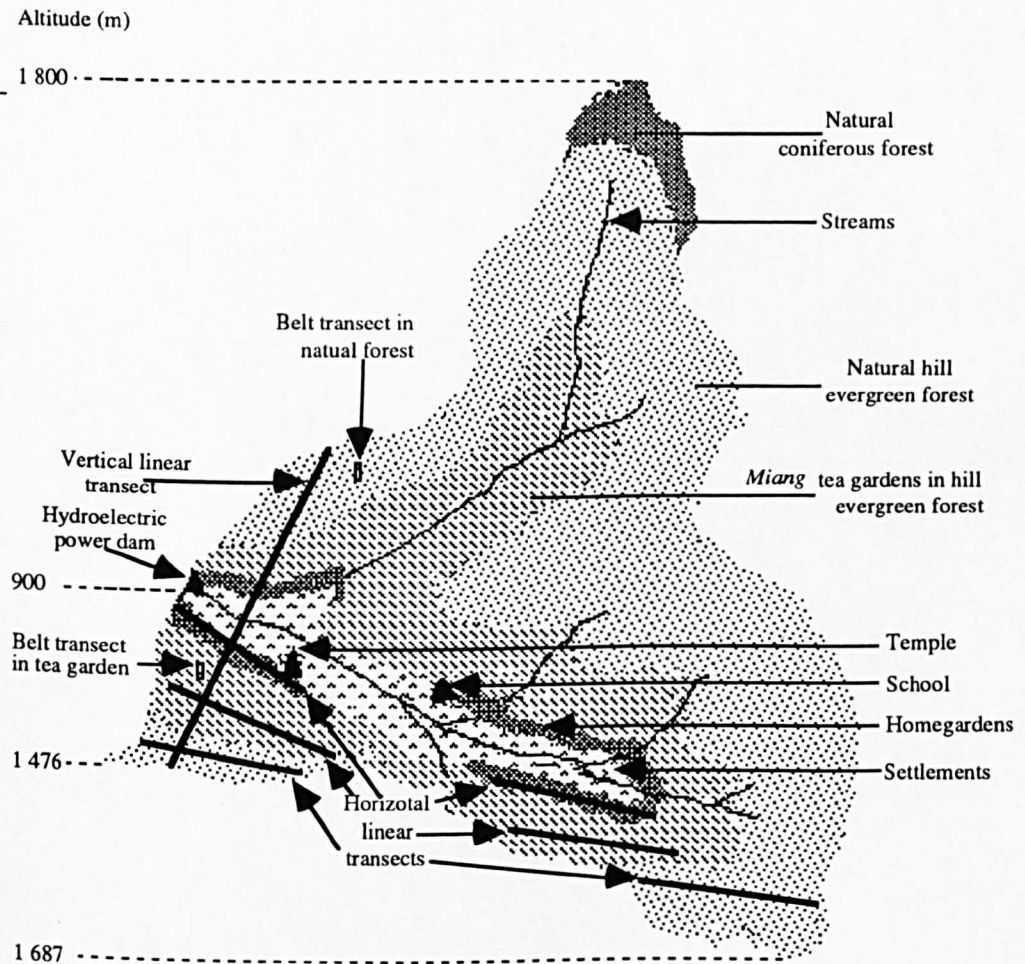 Altitude (m)
1 800
Natural
coniferous forest
Streams
Belt transect in
natual forest
Natural hill
evergreen forest
Vertical linear
transect
Miang tea gardens in hill
evergreen forest
Hydroelectric
power dam
900
Belt transect
in tea garden
Temple
School
Homegardens
Settlements
1 476
Horizotal
linear
transects
1 687